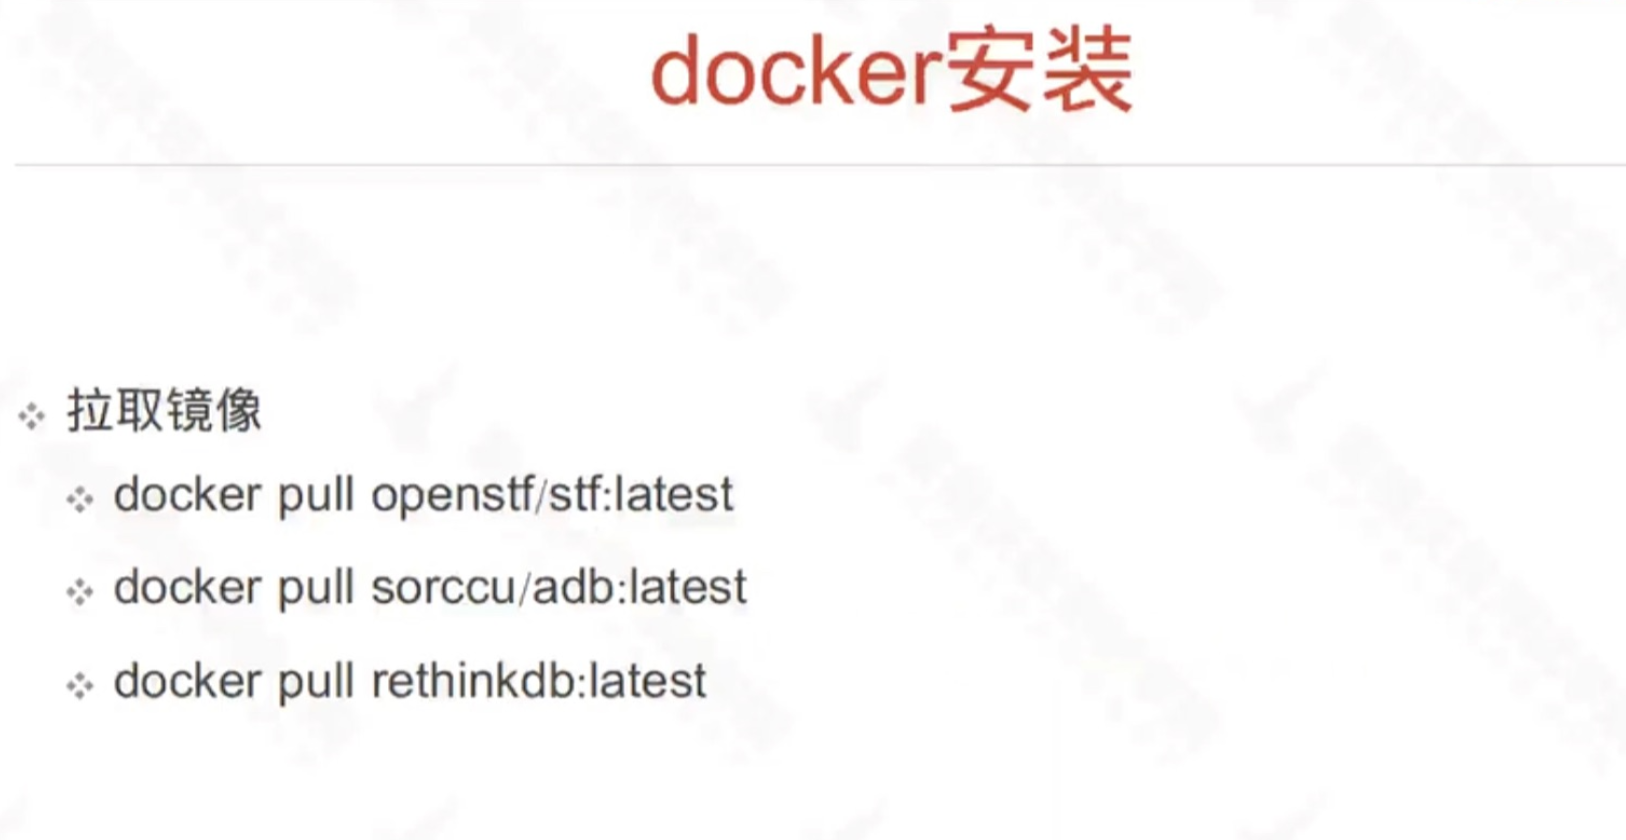 docker安装
拉取镜像
docker pull openstf/stf:latest
docker pull sorccu/adb:latest
docker pull rethinkdb:latest